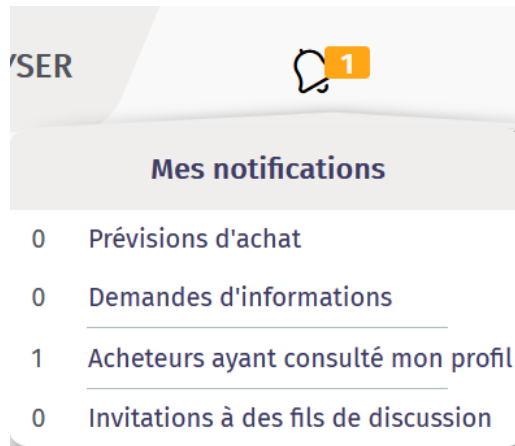 YSER
1
Mes notifications
0 Prévisions d'achat
0 Demandes d'informations
1 Acheteurs ayant consulté mon profil
0 Invitations à des fils de discussion